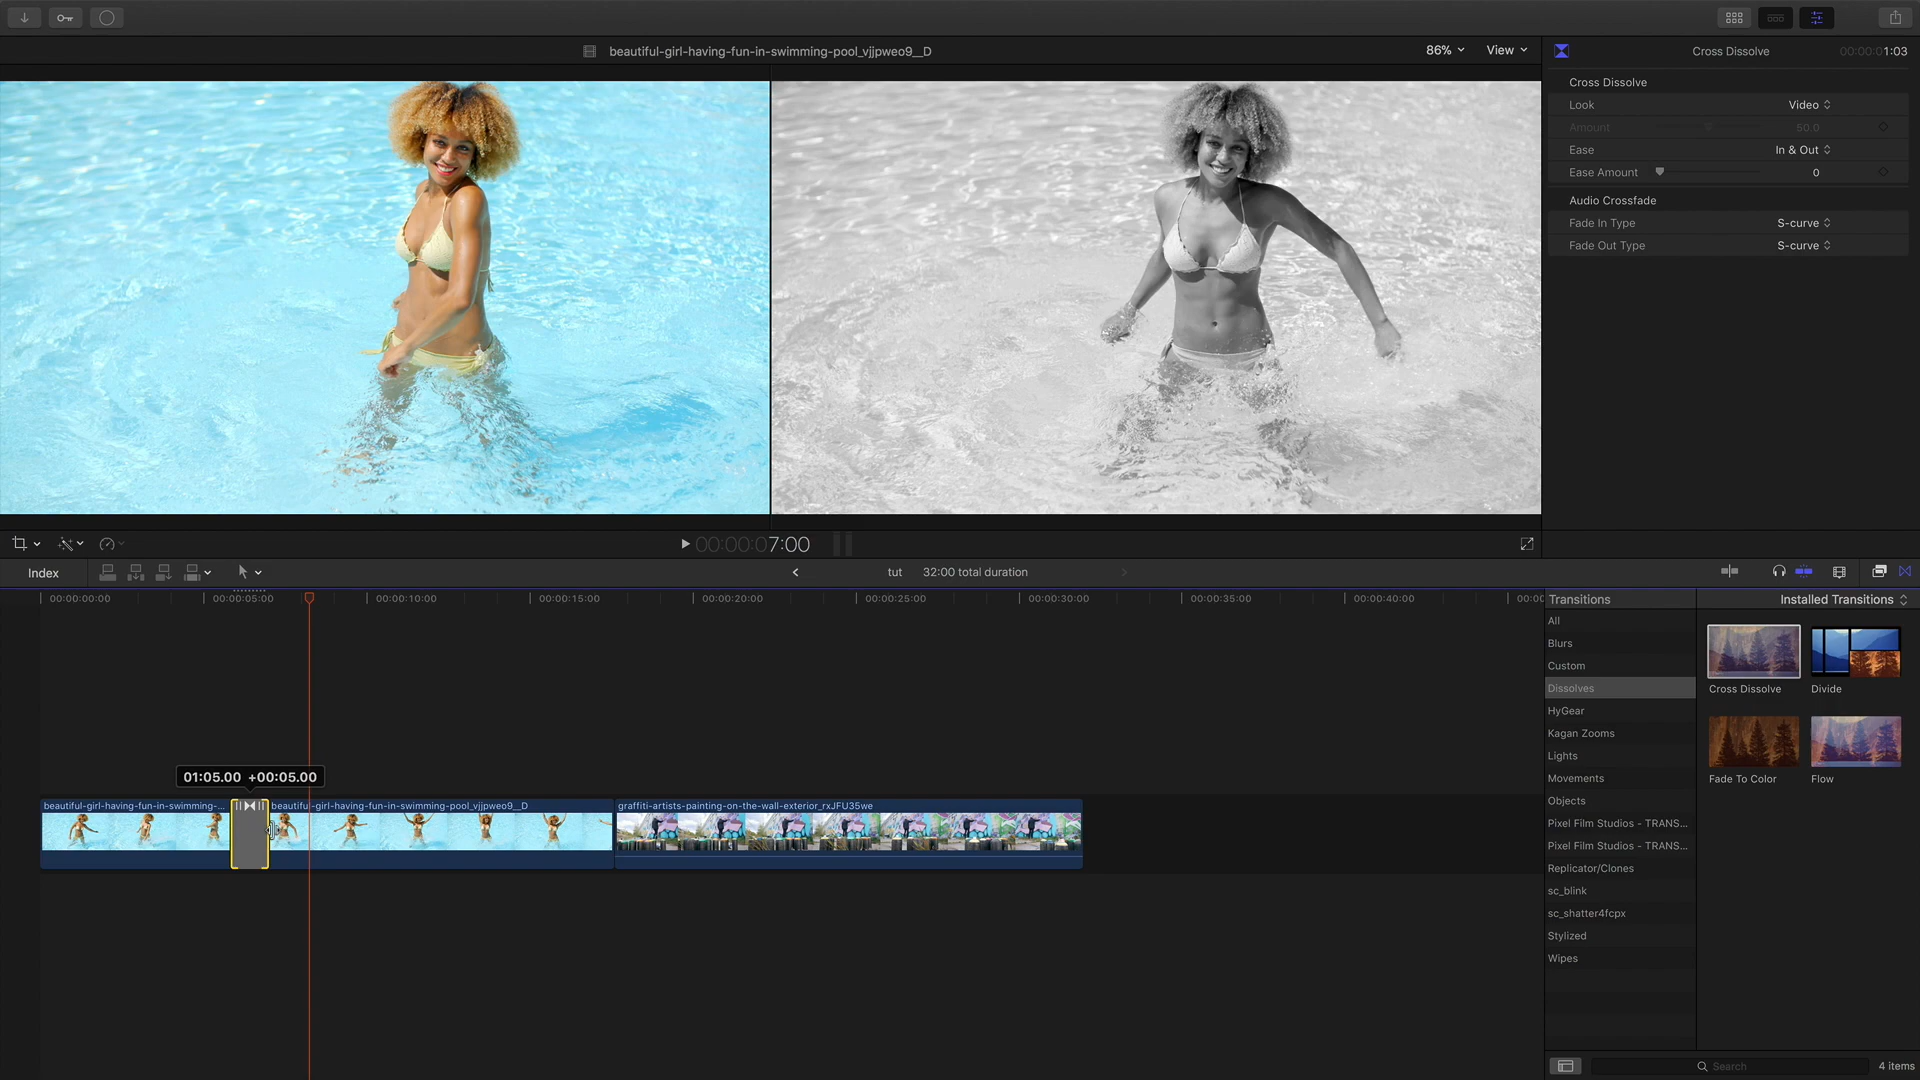 beautiful-girl-having-fun-in-swimming-pool_vjjpweo9__D
86%
View
Cross Dissolve
00:00:01:03
Cross Dissolve
Look
Video
Amount
50.0
Ease
In & Out
Ease Amount
0
Audio Crossfade
Fade In Type
S-curve
Fade Out Type
S-curve
00:00:07:00
Index
tut
32:00 total duration
00:00:00:00
00:00:05:00
00:00:10:00
00:00:15:00
00:00:20:00
00:00:25:00
00:00:30:00
00:00:35:00
00:00:40:00
00:00
01:05.00 +00:05.00
beautiful-girl-having-fun-in-swimming-...
beautiful-girl-having-fun-in-swimming-pool_vjjpweo9__D
graffiti-artists-painting-on-the-wall-exterior_rxJFU35we
Transitions
Installed Transitions
All
Blurs
Custom
Dissolves
HyGear
Kagan Zooms
Lights
Movements
Objects
Pixel Film Studios - TRANS...
Pixel Film Studios - TRANS...
Replicator/Clones
sc_blink
sc_shatter4fcpx
Stylized
Wipes
Cross Dissolve
Divide
Fade To Color
Flow
Search
4 items